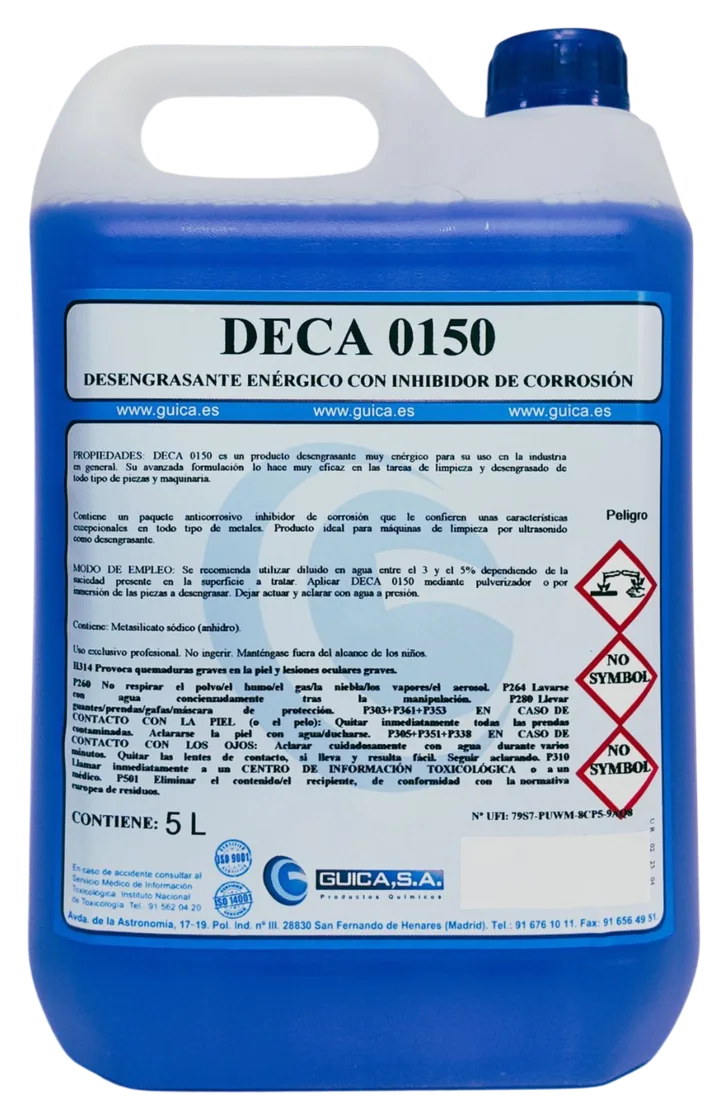 DECA 0150
DESENGRASANTE ENÉRGICO CON INHIBIDOR DE CORROSIÓN
www.guica.es www.guica.es www.guica.es
PROPIEDADES: DECA 0150 es un producto desengrasante muy enérgico para su uso en la industria
en general. Su avanzada formulación lo hace muy eficaz en las tareas de limpieza y desengrasado de
todo tipo de piezas y maquinaria.
Contiene un paquete anticorrosivo inhibidor de corrosión que le confieren unas características
excepcionales en todo tipo de metales. Producto ideal para máquinas de limpieza por ultrasonido
como desengrasante.
Peligro
MODO DE EMPLEO: Se recomienda utilizar diluido en agua entre el 3 y el 5% dependiendo de la
suciedad presente en la superficie a tratar. Aplicar DECA 0150 mediante pulverizador o por
inmersión de las piezas a desengrasar. Dejar actuar y aclarar con agua a presión.
Contiene: Metasilicato sódico (anhidro).
Uso exclusivo profesional. No ingerir. Manténgase fuera del alcance de los niños.
H314 Provoca quemaduras graves en la piel y lesiones oculares graves.
P260 No respirar el polvo/el humo/el gas/la niebla/los vapores/el aerosol. P264 Lavarse
con agua concienzudamente tras la manipulación. P280 Llevar
guantes/prendas/gafas/máscara de protección. P303+P361+P353 EN CASO DE
CONTACTO CON LA PIEL (o el pelo): Quitar inmediatamente todas las prendas
contaminadas. Aclararse la piel con agua/ducharse. P305+P351+P338 EN CASO DE
CONTACTO CON LOS OJOS: Aclarar cuidadosamente con agua durante varios
minutos. Quitar las lentes de contacto, si lleva y resulta fácil. Seguir aclarando. P310
Llamar inmediatamente a un CENTRO DE INFORMACIÓN TOXICOLÓGICA o a un
médico. P501 Eliminar el contenido/el recipiente, de conformidad con la normativa
europea de residuos.
NO
SYMBOL
NO
SYMBOL
CONTIENE: 5 L
Nº UFI: 79S7-PUWM-8CP5-9AQ8
En caso de accidente consultar al
Servicio Médico de Información
Toxicológica. Instituto Nacional
de Toxicología. Tel.: 91 562 04 20
ISO 9001
ISO 14001
GUICA, S.A.
Productos Químicos
Avda. de la Astronomía, 17-19. Pol. Ind. nº III. 28830 San Fernando de Henares (Madrid). Tel.: 91 676 10 11. Fax: 91 656 49 51